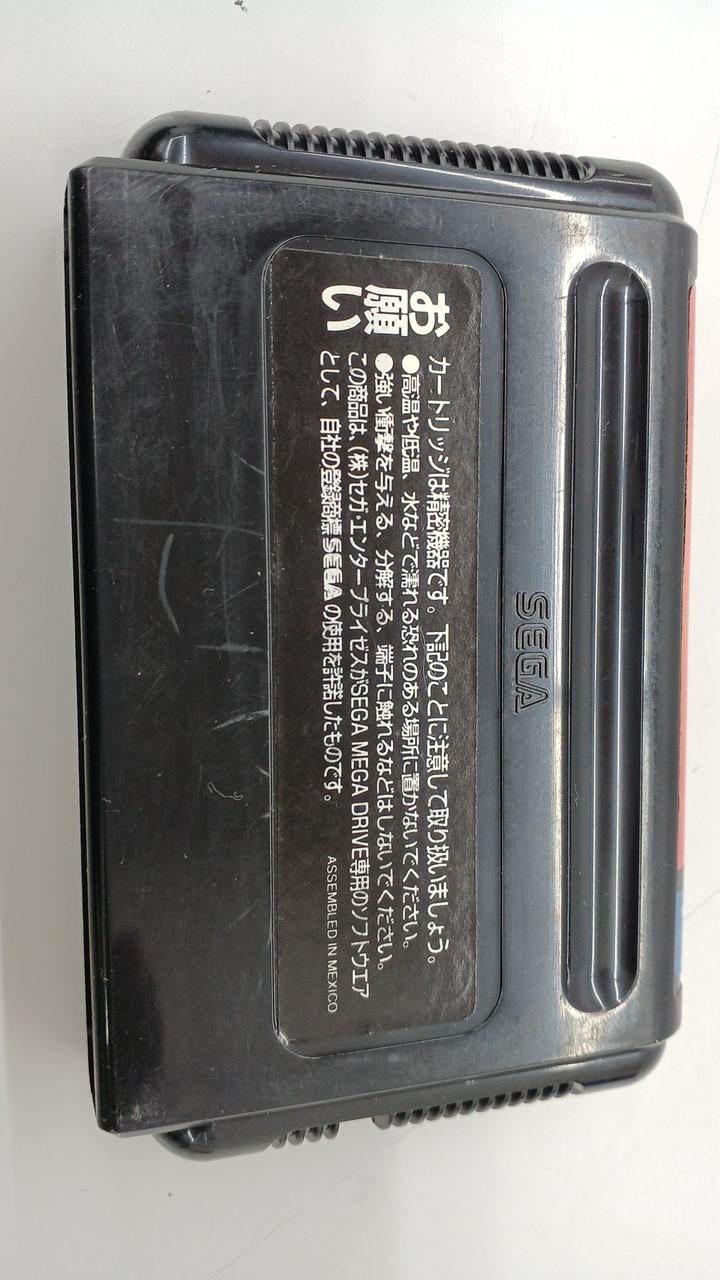 SEGA
お願い
カートリッジは精密機器です。下記のことに注意して取り扱いましょう。
●高温や低温、水などで濡れる恐れのある場所に置かないでください。
●強い衝撃を与える、分解する、端子に触れるなどはしないでください。
この商品は、(株)セガ・エンタープライゼスがSEGA MEGA DRIVE専用のソフトウエア
として、自社の登録商標SEGAの使用を許諾したものです。
ASSEMBLED IN MEXICO